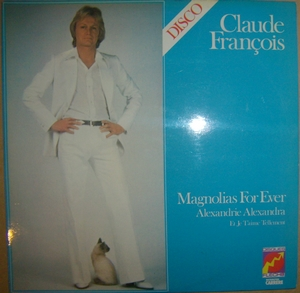 DISCO
Claude
François
Magnolias For Ever
Alexandrie Alexandra
Et Je T'aime Tellement